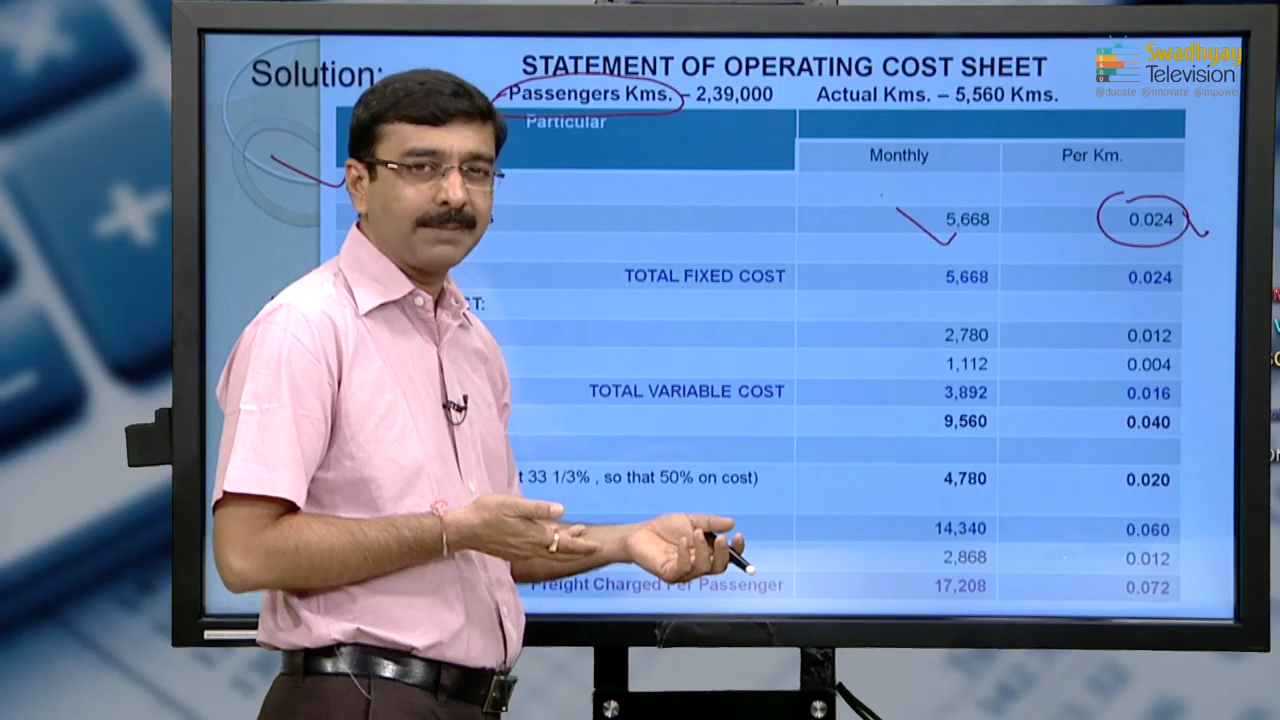 Swadhyay
Television
@ducate @nnovate @mpower
Solution:
STATEMENT OF OPERATING COST SHEET
Passengers Kms. – 2,39,000 Actual Kms. – 5,560 Kms.
Particular
Monthly Per Km.
5,668 0.024
TOTAL FIXED COST 5,668 0.024
T:
2,780 0.012
1,112 0.004
TOTAL VARIABLE COST 3,892 0.016
9,560 0.040
33 1/3% , so that 50% on cost) 4,780 0.020
14,340 0.060
2,868 0.012
Freight Charged Per Passenger 17,208 0.072